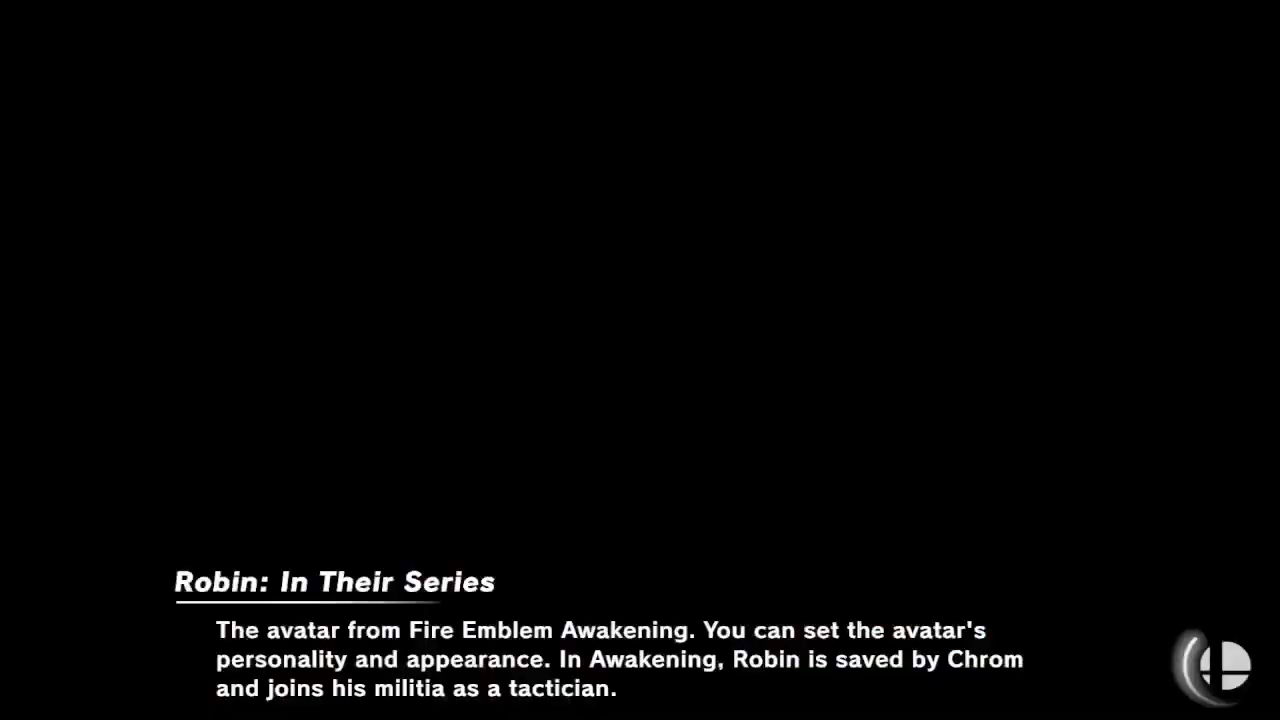 Robin: In Their Series
The avatar from Fire Emblem Awakening. You can set the avatar's
personality and appearance. In Awakening, Robin is saved by Chrom
and joins his militia as a tactician.